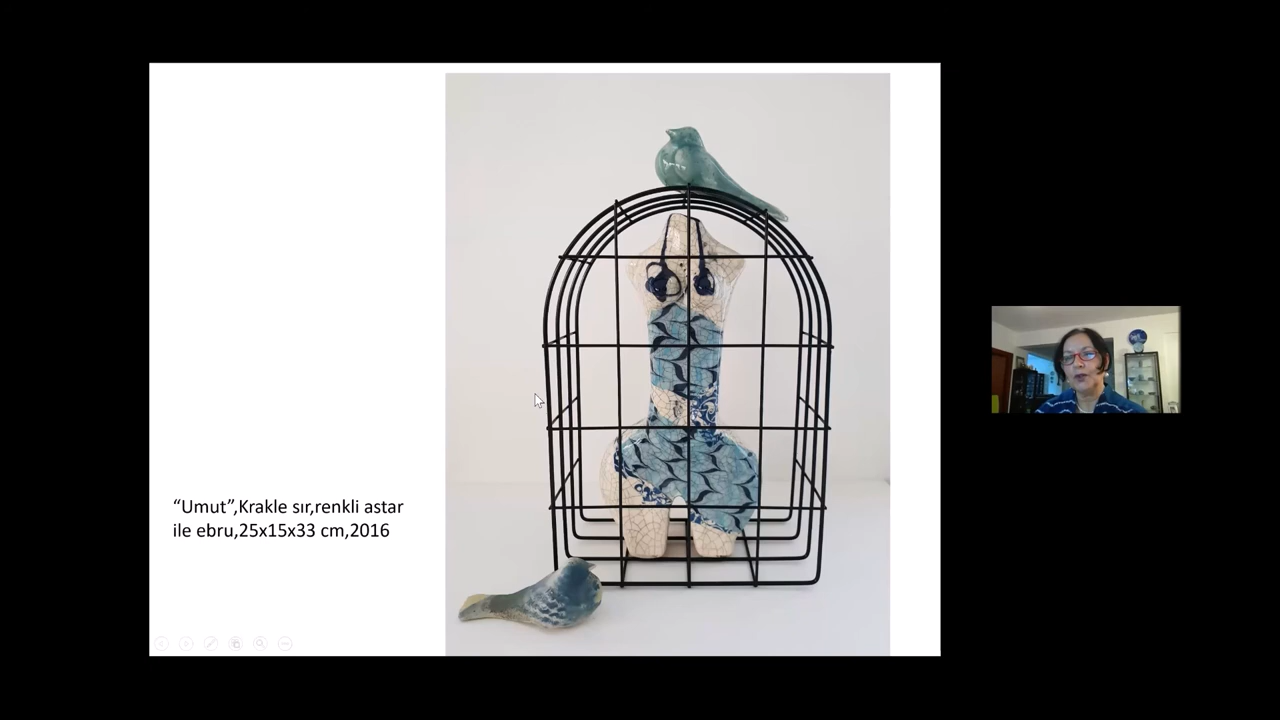 “Umut”,Krakle sır,renkli astar
ile ebru,25x15x33 cm,2016